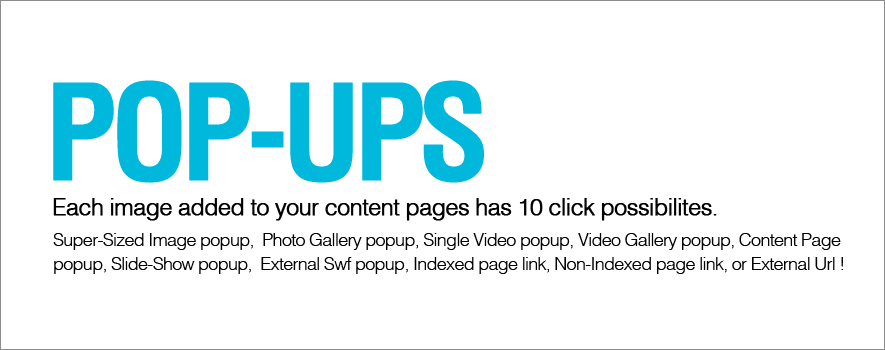 POP-UPS
Each image added to your content pages has 10 click possibilites.
Super-Sized Image popup,  Photo Gallery popup, Single Video popup, Video Gallery popup, Content Page
popup, Slide-Show popup,  External Swf popup, Indexed page link, Non-Indexed page link, or External Url !